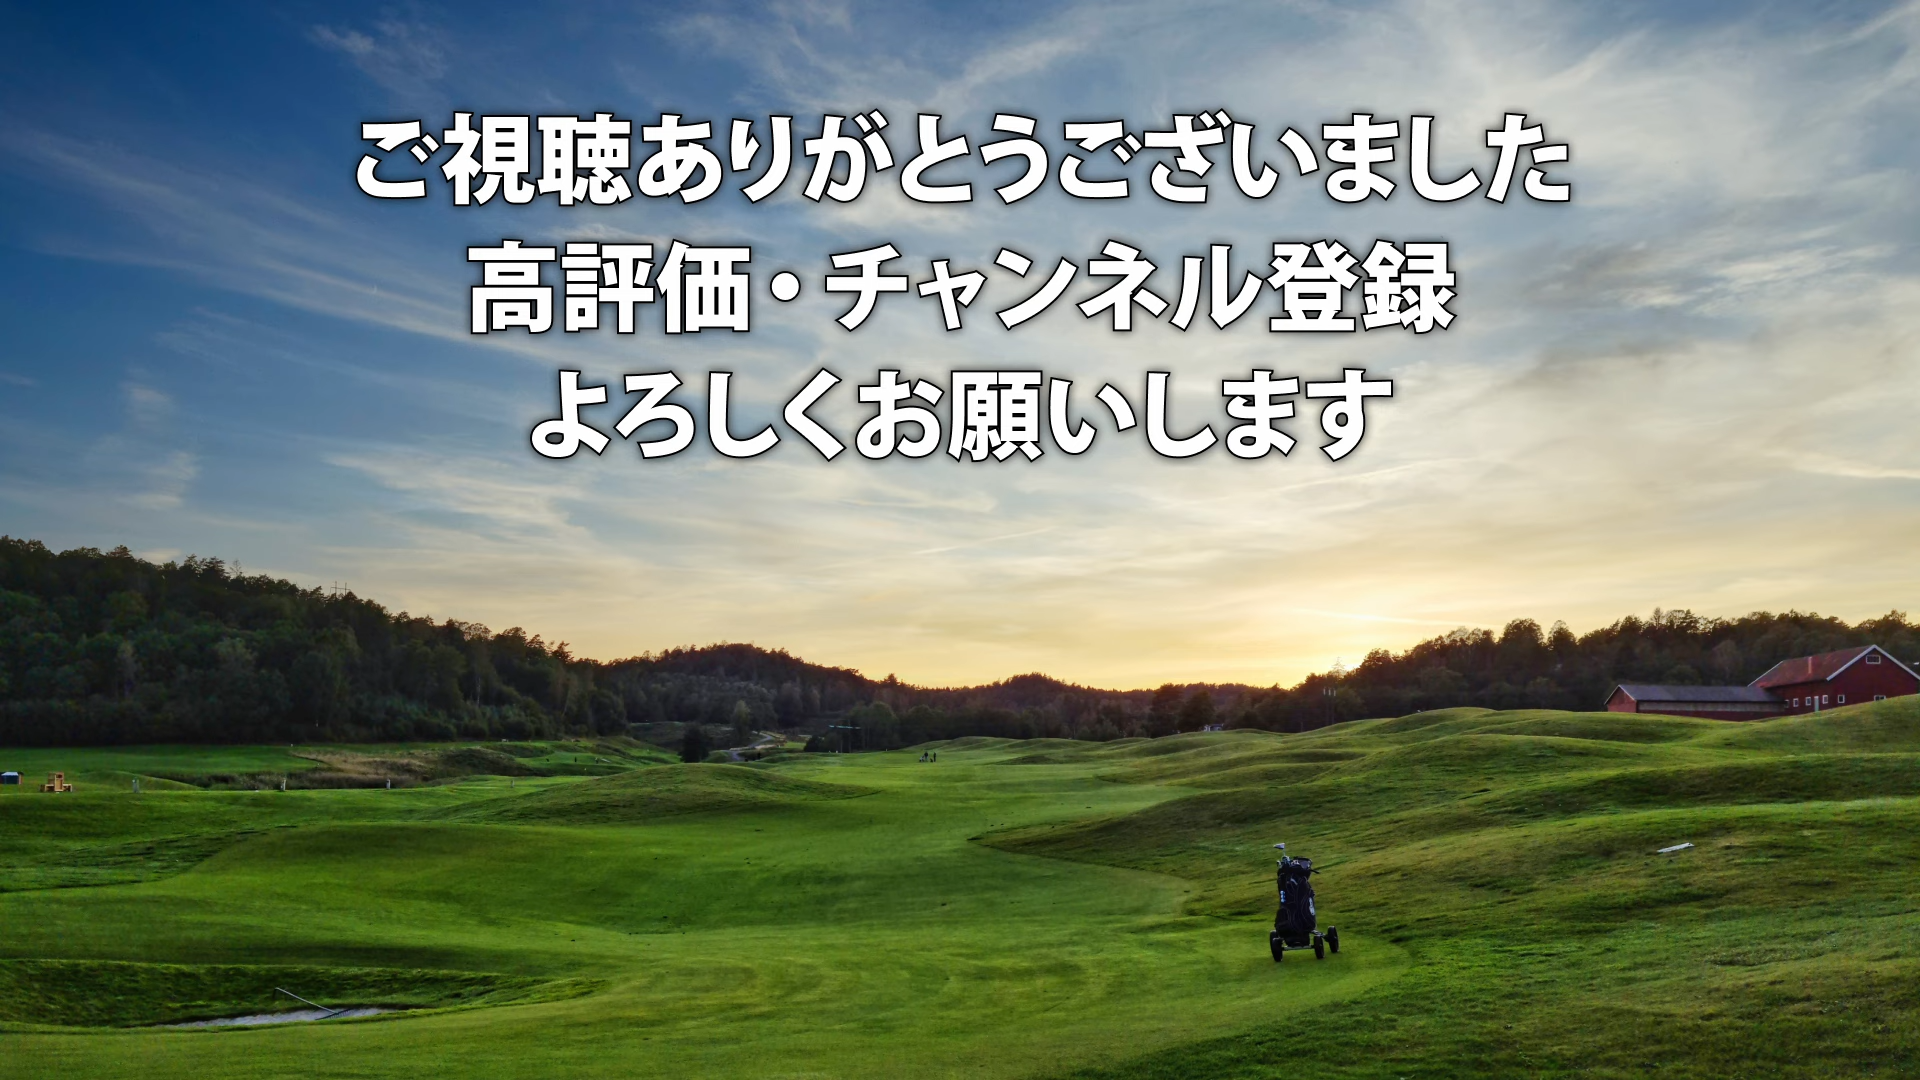 ご視聴ありがとうございました
高評価・チャンネル登録
よろしくお願いします